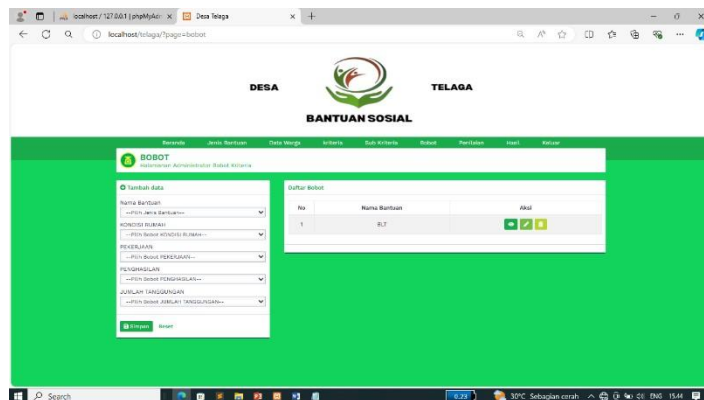 localhost / 127.0.0.1 | phpMyAdr
Desa Telaga
localhost/telaga/?page=bobot
DESA
TELAGA
BANTUAN SOSIAL
Beranda Jenis Bantuan Data Warga Kriteria Sub Kriteria Bobot Penilaian Hasil Keluar
BOBOT
Halamanan Administrator Bobot Kriteria
Tambah data
Nama Bantuan
--Pilih Jenis Bantuan--
KONDISI RUMAH
--Pilih Bobot KONDISI RUMAH--
PEKERJAAN
--Pilih Bobot PEKERJAAN--
PENGHASILAN
--Pilih Bobot PENGHASILAN--
JUMLAH TANGGUNGAN
--Pilih Bobot JUMLAH TANGGUNGAN--
Simpan Reset
Daftar Bobot
No Nama Bantuan Aksi
1 BLT
Search
0.23
30°C Sebagian cerah
ENG 15.44